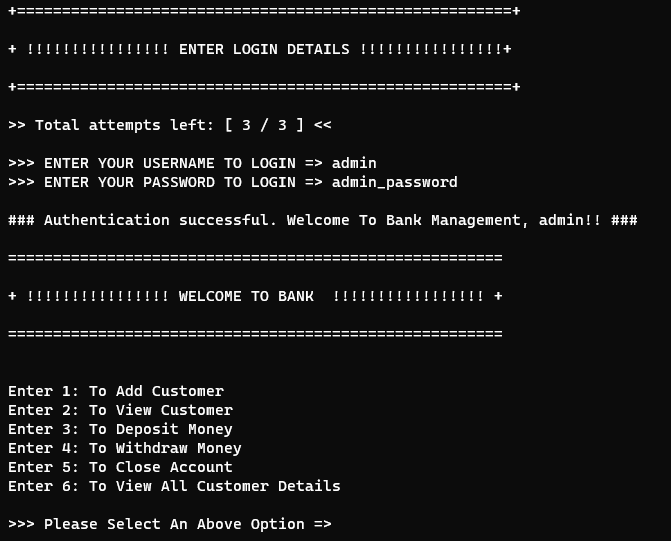 +=======================================================+
+ !!!!!!!!!!!!!!!! ENTER LOGIN DETAILS !!!!!!!!!!!!!!!!+
+=======================================================+
>> Total attempts left: [ 3 / 3 ] <<
>>> ENTER YOUR USERNAME TO LOGIN => admin
>>> ENTER YOUR PASSWORD TO LOGIN => admin_password
### Authentication successful. Welcome To Bank Management, admin!! ###
=======================================================
+ !!!!!!!!!!!!!!!! WELCOME TO BANK  !!!!!!!!!!!!!!!!! +
=======================================================
Enter 1: To Add Customer
Enter 2: To View Customer
Enter 3: To Deposit Money
Enter 4: To Withdraw Money
Enter 5: To Close Account
Enter 6: To View All Customer Details
>>> Please Select An Above Option =>